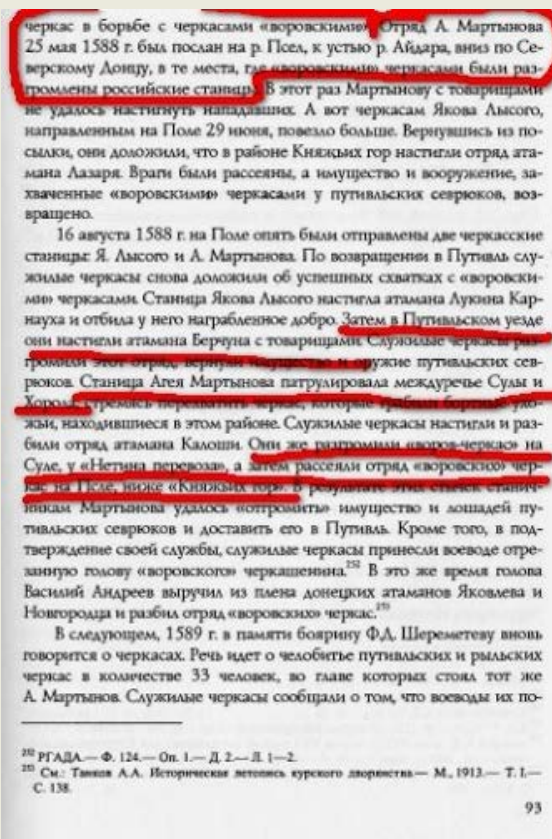 черкас в борьбе с черкасами «воровскими». Отряд А. Мартынова
25 мая 1588 г. был послан на р. Псел, к устью р. Айдара, вниз по Се-
верскому Донцу, в те места, где «воровскими» черкасами были раз-
громлены российские станицы. В этот раз Мартынову с товарищами
не удалось настигнуть нападавших. А вот черкасам Якова Лысого,
направленным на Поле 29 июня, повезло больше. Вернувшись из по-
сылки, они доложили, что в районе Княжьих гор настигли отряд ата-
мана Лазаря. Враги были рассеяны, а имущество и вооружение, за-
хваченные «воровскими» черкасами у путивльских севрюков, воз-
вращено.
16 августа 1588 г. на Поле опять были отправлены две черкасские
станицы: Я. Лысого и А. Мартынова. По возвращении в Путивль слу-
жилые черкасы снова доложили об успешных схватках с «воровски-
ми» черкасами. Станица Якова Лысого настигла атамана Лукина Кар-
науха и отбила у него награбленное добро. Затем в Путивльском уезде
они настигли атамана Берчуна с товарищами. Служилые черкасы раз-
громили этот отряд, вернули имущество и оружие путивльских сев-
рюков. Станица Агея Мартынова патрулировала междуречье Сулы и
Хорола, стремясь перехватить черкас, которые грабили бортные ухо-
жьи, находившиеся в этом районе. Служилые черкасы настигли и раз-
били отряд атамана Калоши. Они же разгромили «воров-черкас» на
Суле, у «Нетина перевоза», а затем рассеяли отряд «воровских» чер-
кас на Псле, ниже «Княжьих гор». В результате этих стычек станич-
никам Мартынова удалось «отгромить» имущество и лошадей пу-
тивльских севрюков и доставить его в Путивль. Кроме того, в под-
тверждение своей службы, служилые черкасы принесли воеводе отре-
занную голову «воровского» черкашенина.252 В это же время голова
Василий Андреев выручил из плена донецких атаманов Яковлева и
Новгородца и разбил отряд «воровских» черкас.253
В следующем, 1589 г. в памяти боярину Ф.Д. Шереметеву вновь
говорится о черкасах. Речь идет о челобитье путивльских и рыльских
черкас в количестве 33 человек, во главе которых стоял тот же
А. Мартынов. Служилые черкасы сообщали о том, что воеводы их по-
252 РГАДА.— Ф. 124.— Оп. 1.— Д. 2.— Л. 1—2.
253 См.: Танков А.А. Историческая летопись курского дворянства.— М., 1913.— Т. I.—
С. 138.
93